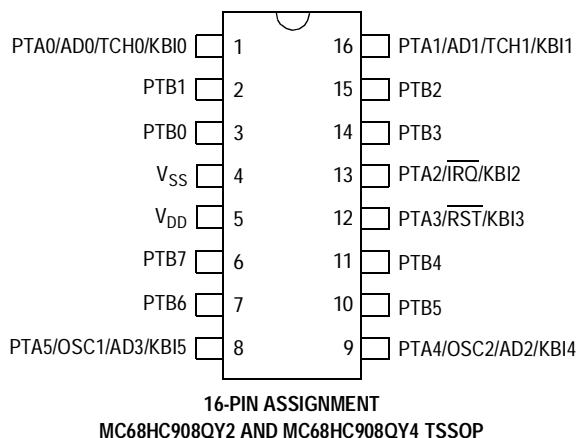 PTA0/AD0/TCH0/KBI0 1 16 PTA1/AD1/TCH1/KBI1
PTB1 2 15 PTB2
PTB0 3 14 PTB3
VSS 4 13 PTA2/IRQ/KBI2
VDD 5 12 PTA3/RST/KBI3
PTB7 6 11 PTB4
PTB6 7 10 PTB5
PTA5/OSC1/AD3/KBI5 8 9 PTA4/OSC2/AD2/KBI4
16-PIN ASSIGNMENT
MC68HC908QY2 AND MC68HC908QY4 TSSOP